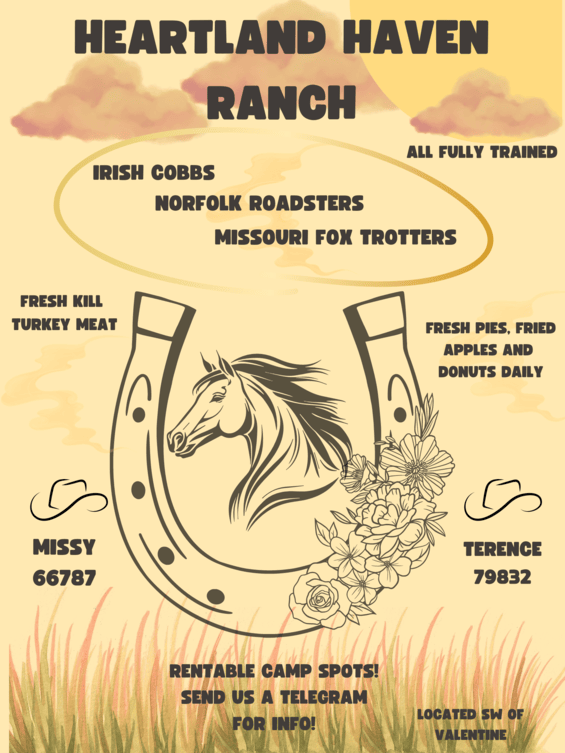 HEARTLAND HAVEN
RANCH
ALL FULLY TRAINED
IRISH COBBS
NORFOLK ROADSTERS
MISSOURI FOX TROTTERS
FRESH KILL
TURKEY MEAT
FRESH PIES, FRIED
APPLES AND
DONUTS DAILY
MISSY
66787
TERENCE
79832
RENTABLE CAMP SPOTS!
SEND US A TELEGRAM
FOR INFO!
LOCATED SW OF
VALENTINE